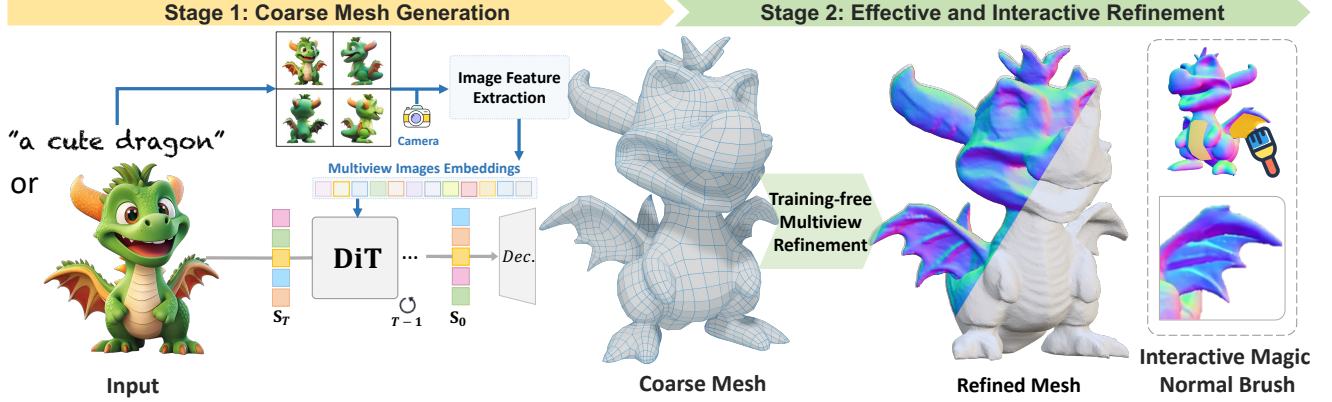 Stage 1: Coarse Mesh Generation
Stage 2: Effective and Interactive Refinement
"a cute dragon"
or
Input
Camera
Image Feature
Extraction
Multiview Images Embeddings
S_T
DiT
...
T − 1
S_0
Dec.
Coarse Mesh
Training-free
Multiview
Refinement
Refined Mesh
Interactive Magic
Normal Brush